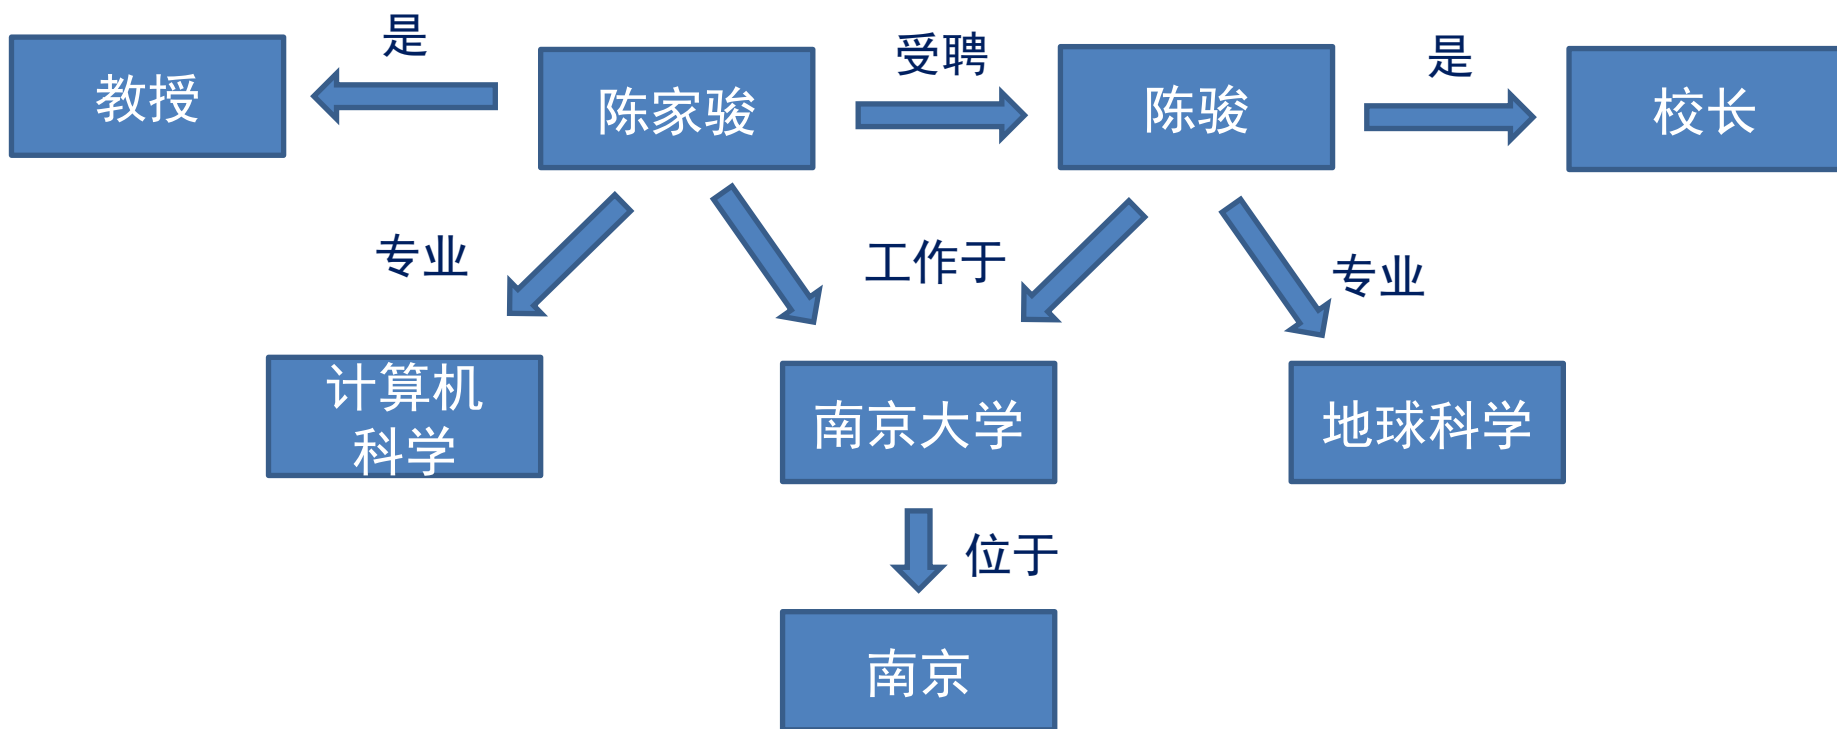 是
受聘
是
教授
陈家骏
陈骏
校长
专业
工作于
专业
计算机
科学
南京大学
地球科学
位于
南京